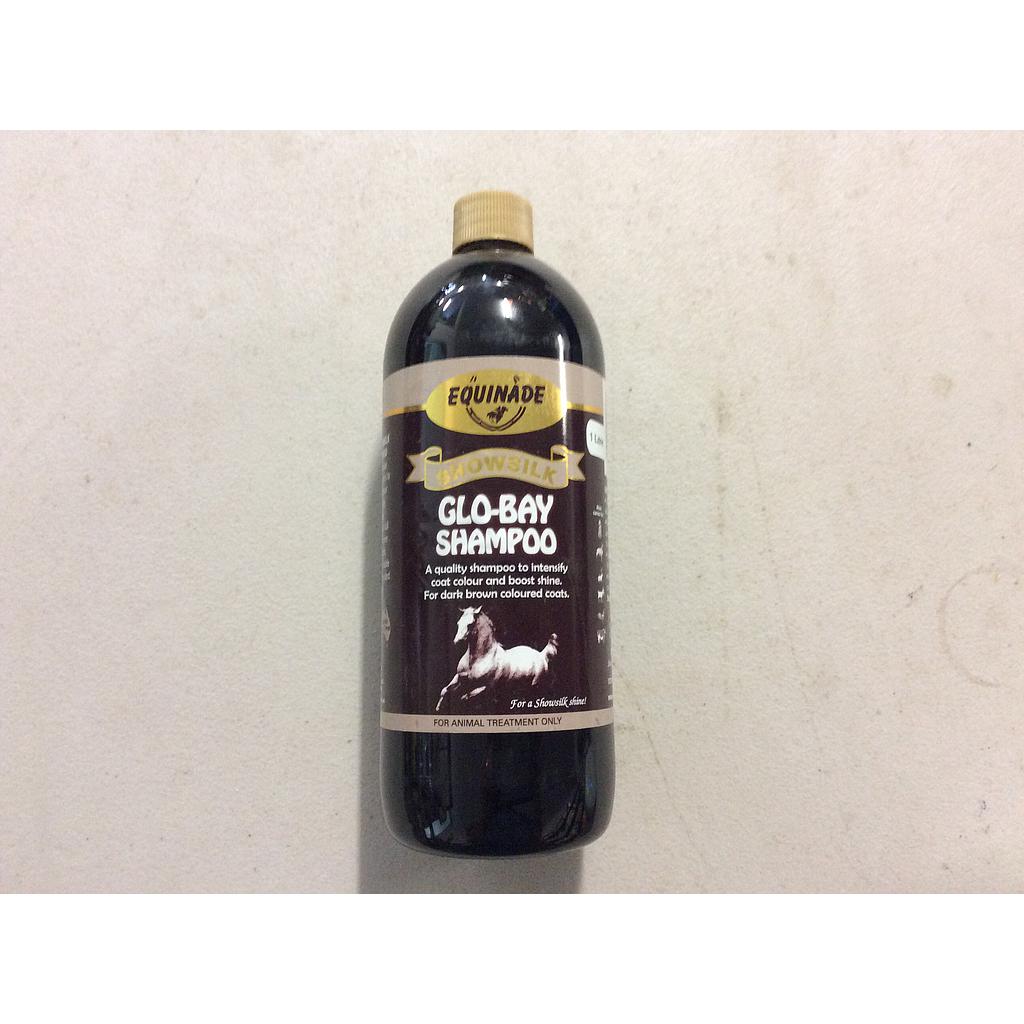 EQUINADE
SHOWSILK
1 Litre
GLO-BAY
SHAMPOO
A quality shampoo to intensify
coat colour and boost shine.
For dark brown coloured coats.
For a Showsilk shine!
FOR ANIMAL TREATMENT ONLY